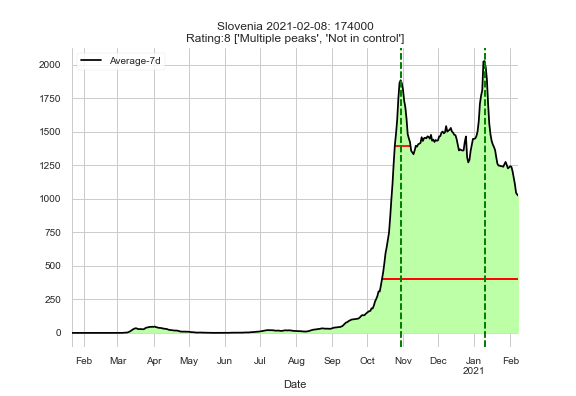 Slovenia 2021-02-08: 174000
Rating:8 ['Multiple peaks', 'Not in control']
Average-7d
2000
1750
1500
1250
1000
750
500
250
0
Feb Mar Apr May Jun Jul Aug Sep Oct Nov Dec Jan Feb
2021
Date